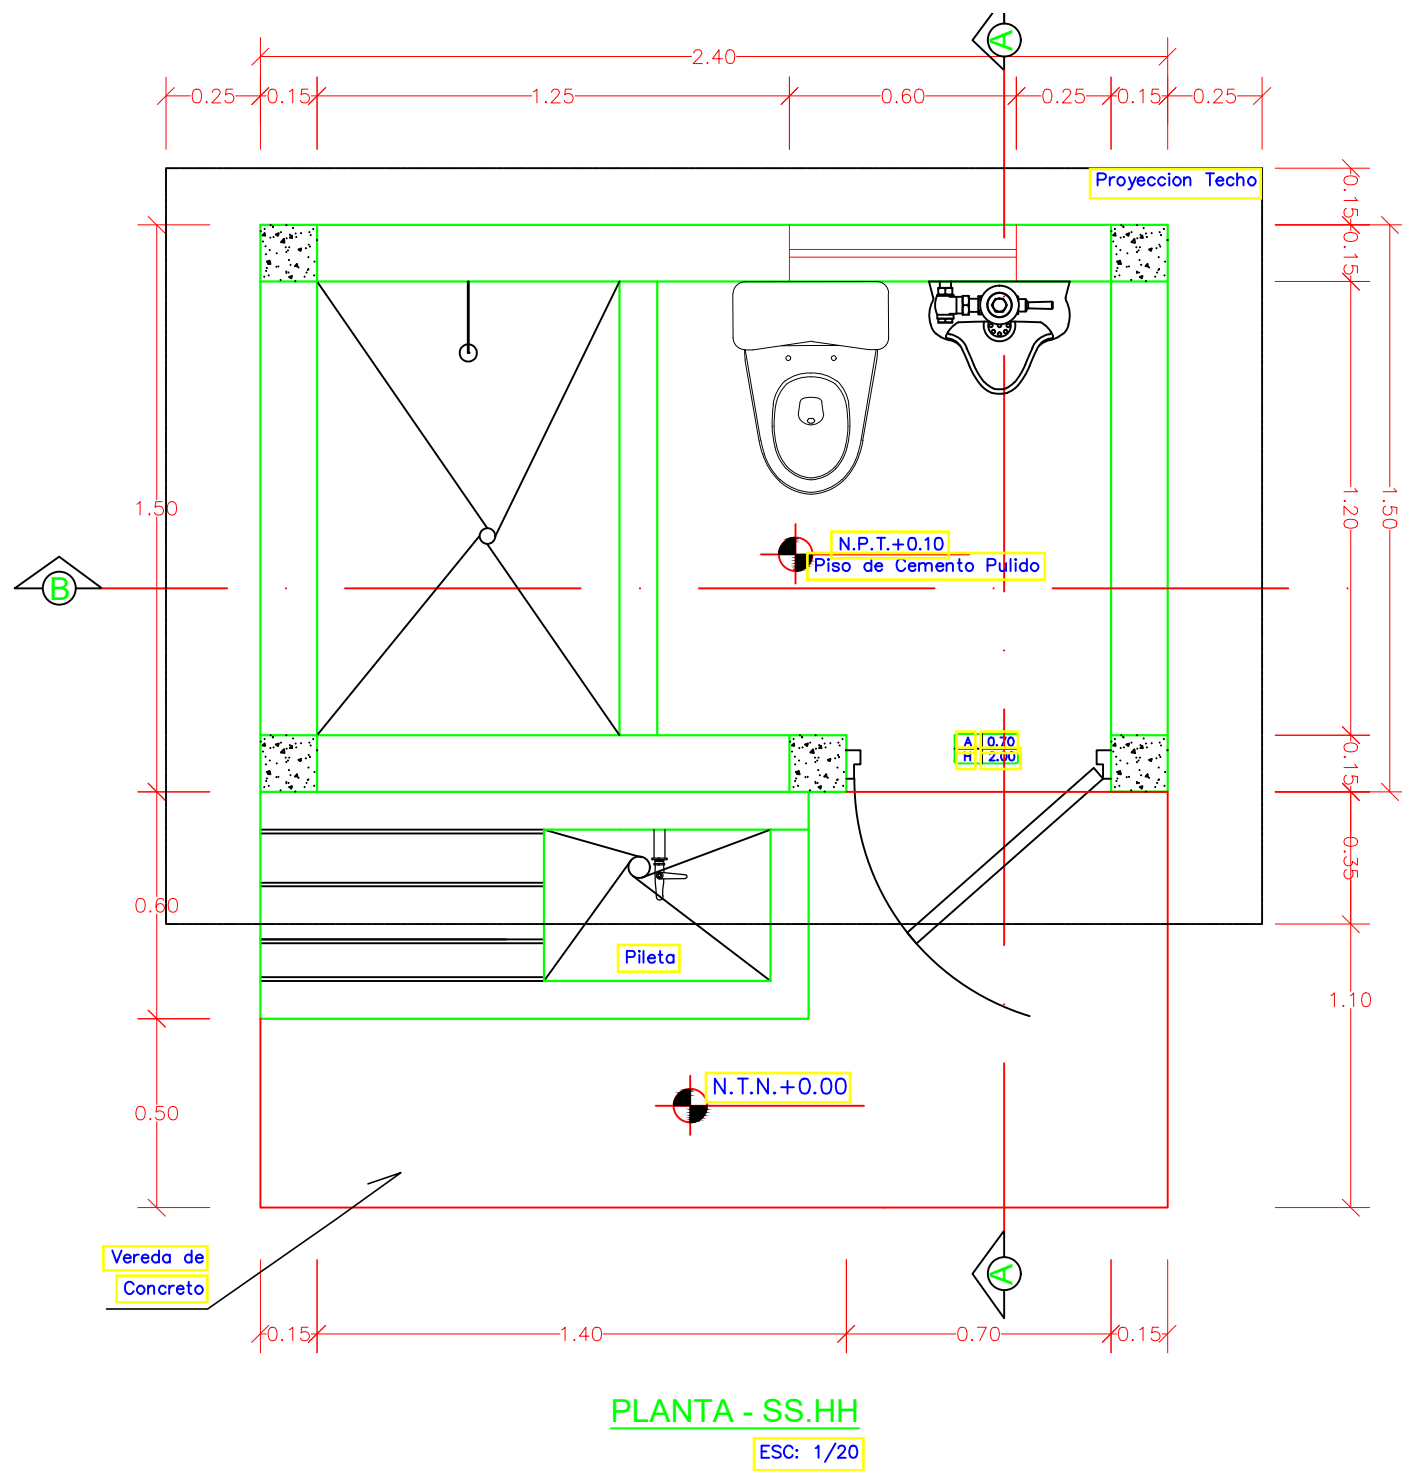 A
2.40
0.25 0.15 1.25 0.60 0.25 0.15 0.25
Proyeccion Techo
0.15
0.15
1.50
1.20
1.50
N.P.T.+0.10
Piso de Cemento Pulido
B
A 0.70
H 2.00
0.15
0.35
0.60
Pileta
1.10
N.T.N.+0.00
0.50
Vereda de
Concreto
A
0.15 1.40 0.70 0.15
PLANTA - SS.HH
ESC: 1/20